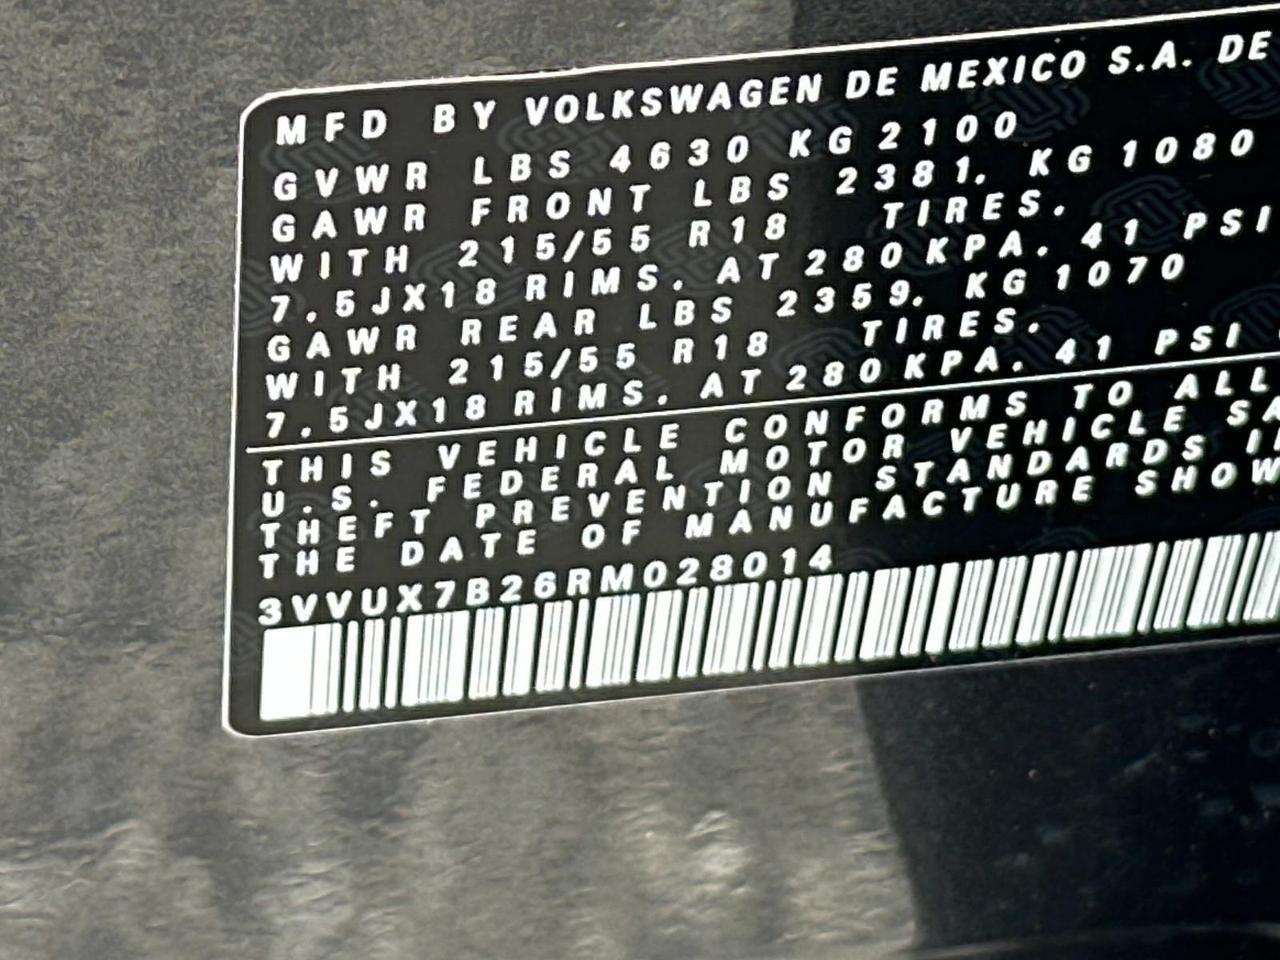 MFD BY VOLKSWAGEN DE MEXICO S.A. DE
GVWR LBS 4630 KG 2100
GAWR FRONT LBS 2381. KG 1080
WITH 215/55 R18 TIRES.
7.5JX18 RIMS. AT 280 KPA. 41 PSI
GAWR REAR LBS 2359. KG 1070
WITH 215/55 R18 TIRES.
7.5JX18 RIMS. AT 280 KPA. 41 PSI
THIS VEHICLE CONFORMS TO ALL
U.S. FEDERAL MOTOR VEHICLE
THEFT PREVENTION STANDARDS
THE DATE OF MANUFACTURE SHOW
3VVUX7B26RM028014